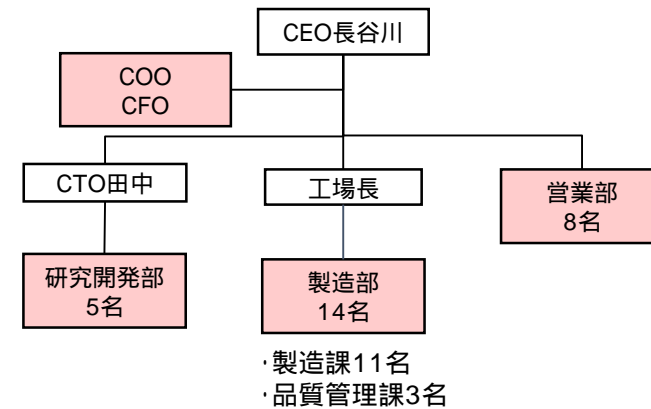 CEO長谷川
COO
CFO
CTO田中
工場長
営業部
8名
研究開発部
5名
製造部
14名
·製造課11名
·品質管理課3名